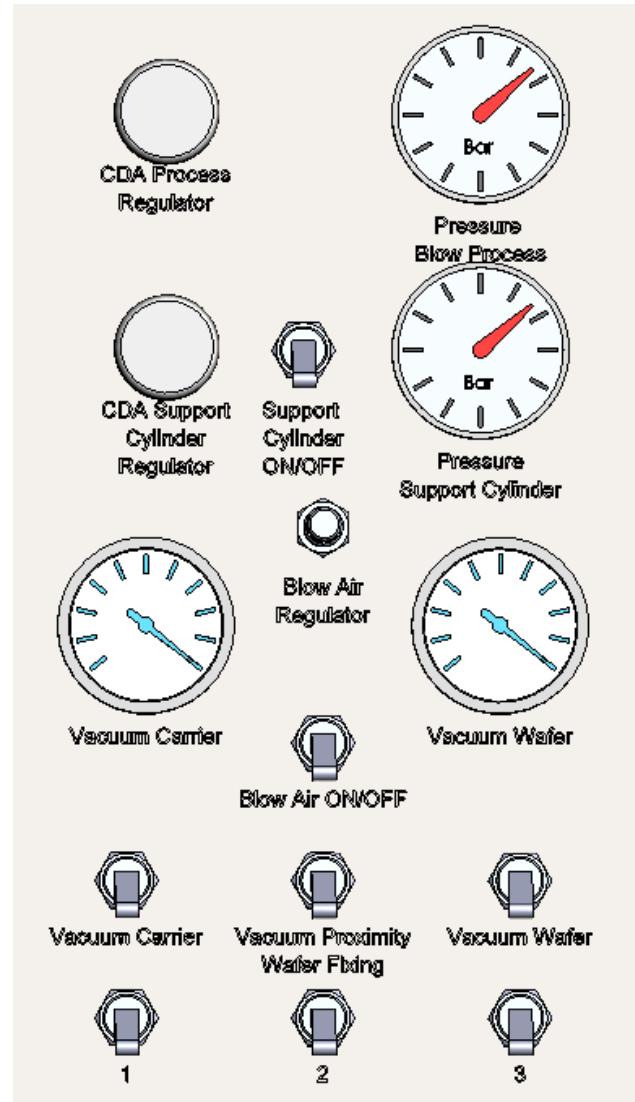 Bar
CDA Process
Regulator
Pressure
Blow Process
Bar
CDA Support
Cylinder
Regulator
Support
Cylinder
ON/OFF
Pressure
Support Cylinder
Blow Air
Regulator
Vacuum Carrier
Vacuum Wafer
Blow Air ON/OFF
Vacuum Carrier
Vacuum Proximity
Wafer Fixing
Vacuum Wafer
1
2
3